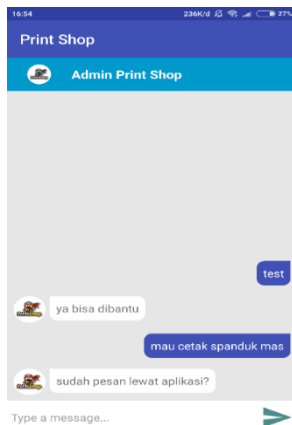 16:54
236K/d
27%
Print Shop
Admin Print Shop
test
ya bisa dibantu
mau cetak spanduk mas
sudah pesan lewat aplikasi?
Type a message...